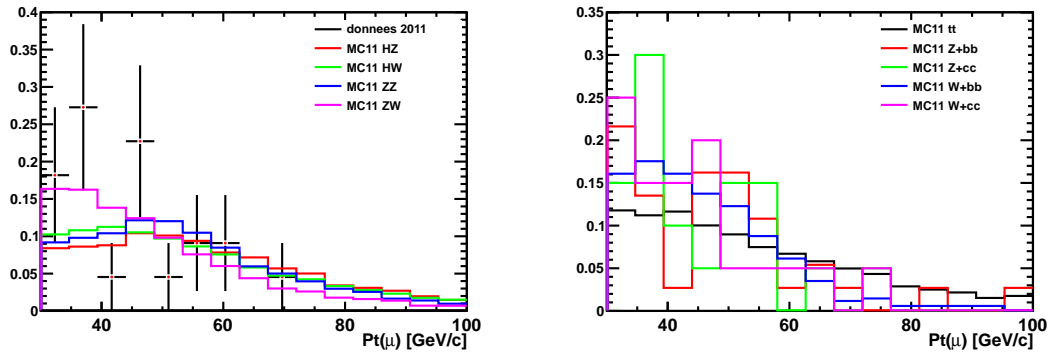 0.4
0.35
0.3
0.25
0.2
0.15
0.1
0.05
0
donnees 2011
MC11 HZ
MC11 HW
MC11 ZZ
MC11 ZW
40 60 80 100
Pt(μ) [GeV/c]
0.35
0.3
0.25
0.2
0.15
0.1
0.05
0
MC11 tt
MC11 Z+bb
MC11 Z+cc
MC11 W+bb
MC11 W+cc
40 60 80 100
Pt(μ) [GeV/c]